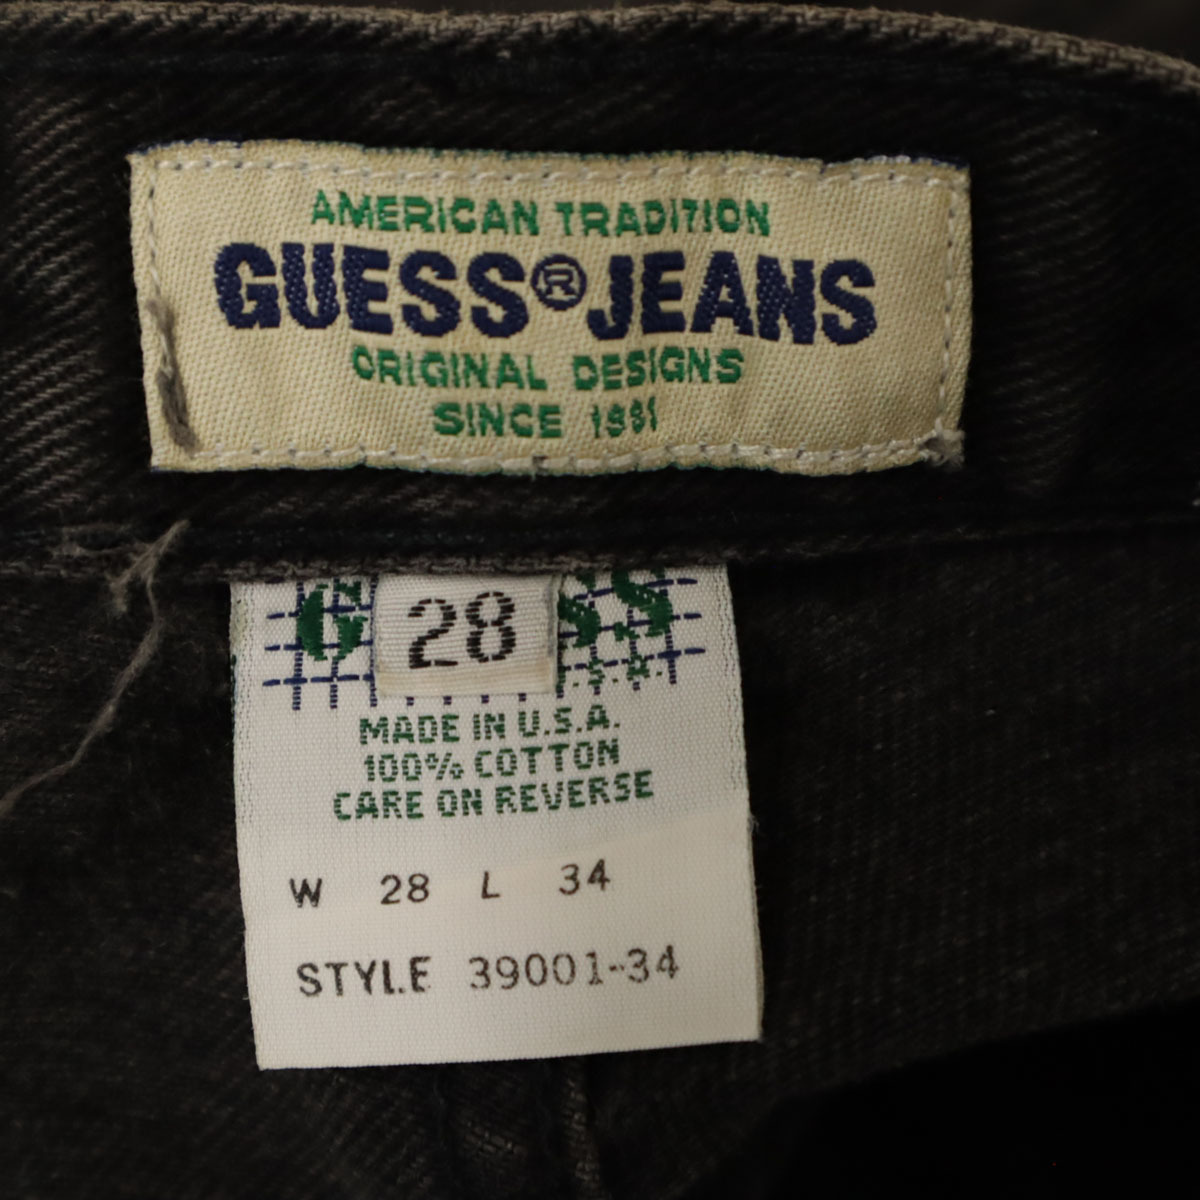 AMERICAN TRADITION
GUESS® JEANS
ORIGINAL DESIGNS
SINCE 1981
28
MADE IN U.S.A.
100% COTTON
CARE ON REVERSE
W 28 L 34
STYLE 39001-34